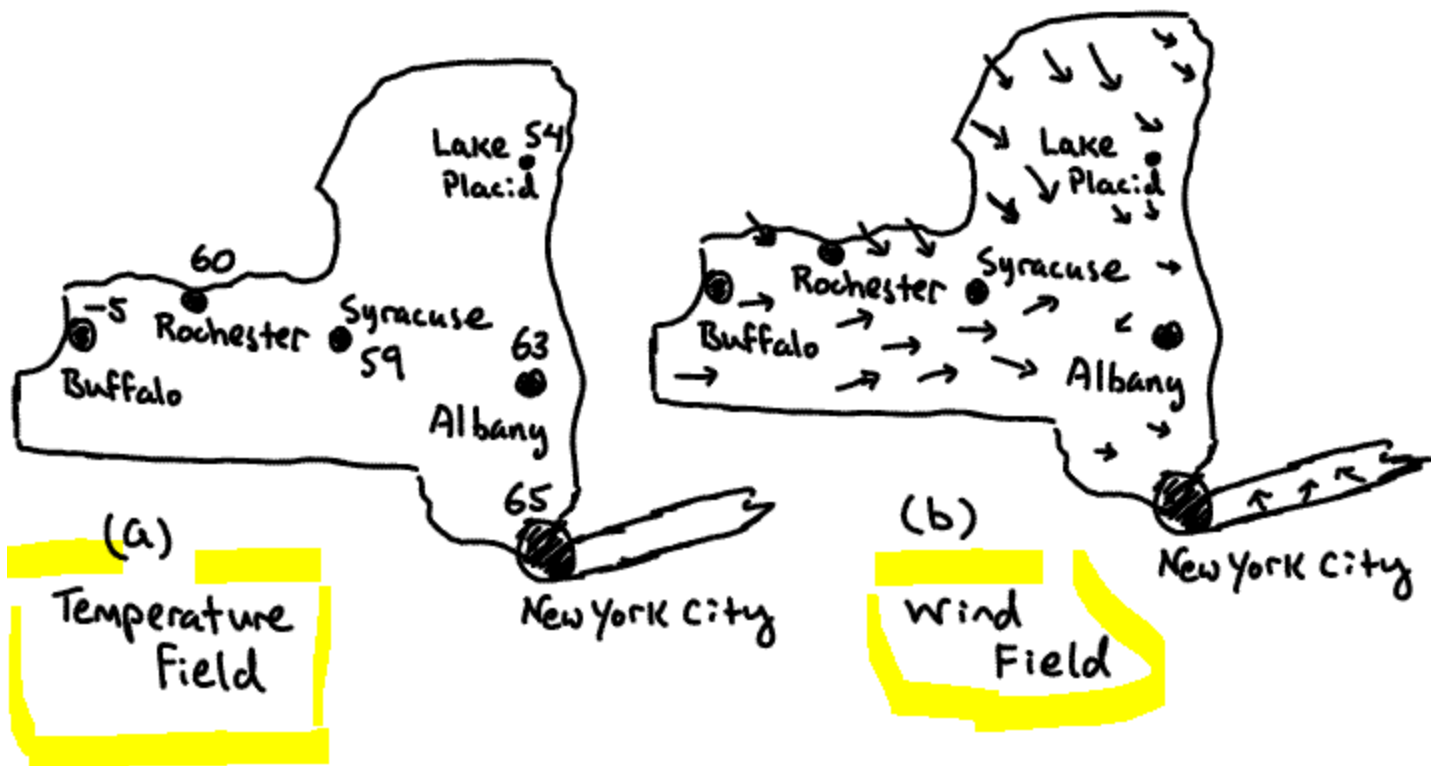 54
Lake
Placid
60
-5
Rochester
Syracuse
59
63
Buffalo
Albany
65
(a)
New York City
Temperature
Field
Lake
Placid
Syracuse
Rochester
Buffalo
Albany
(b)
New York City
Wind
Field